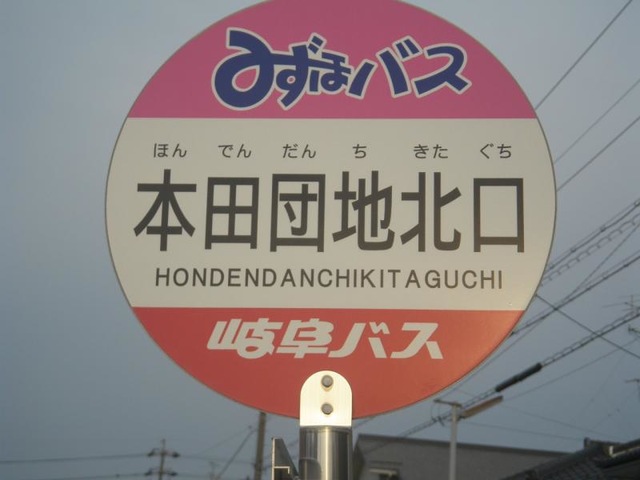 みずほバス
ほん でん だん ち きた ぐち
本田団地北口
HONDENDANCHIKITAGUCHI
岐阜バス